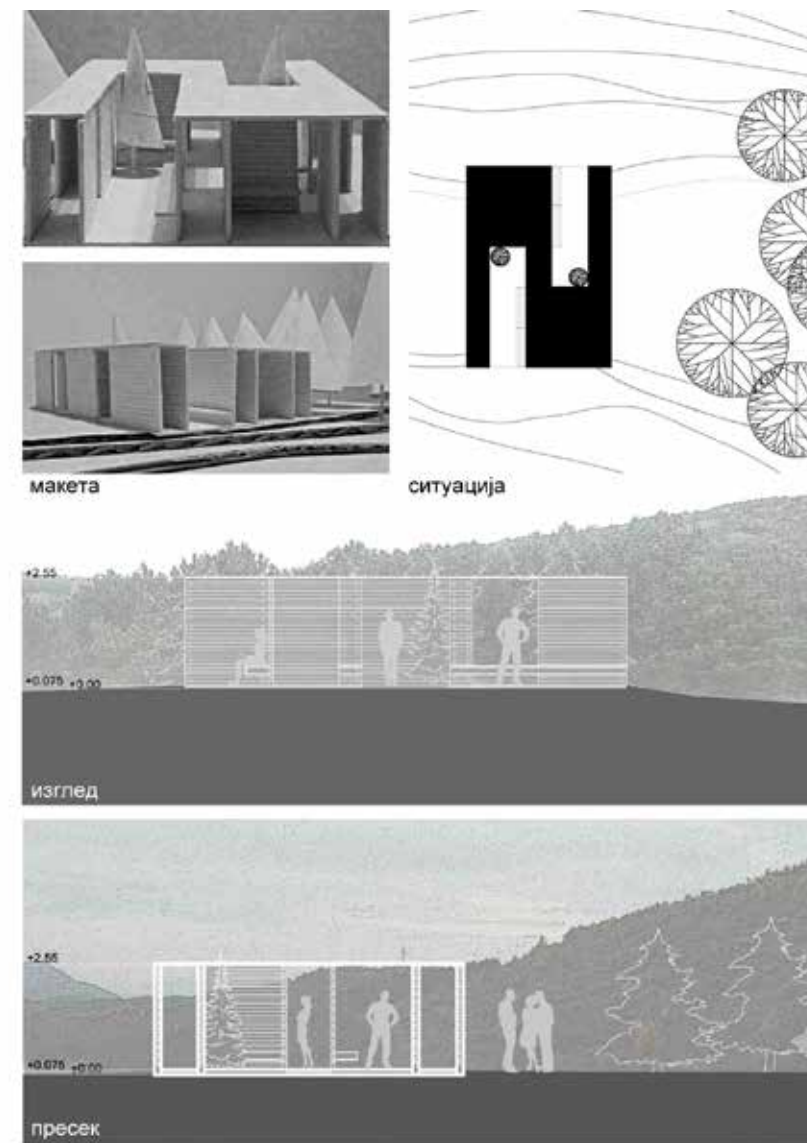 макета
ситуација
+2.55
+0.075 +0.00
изглед
+2.55
+0.075 +0.00
пресек